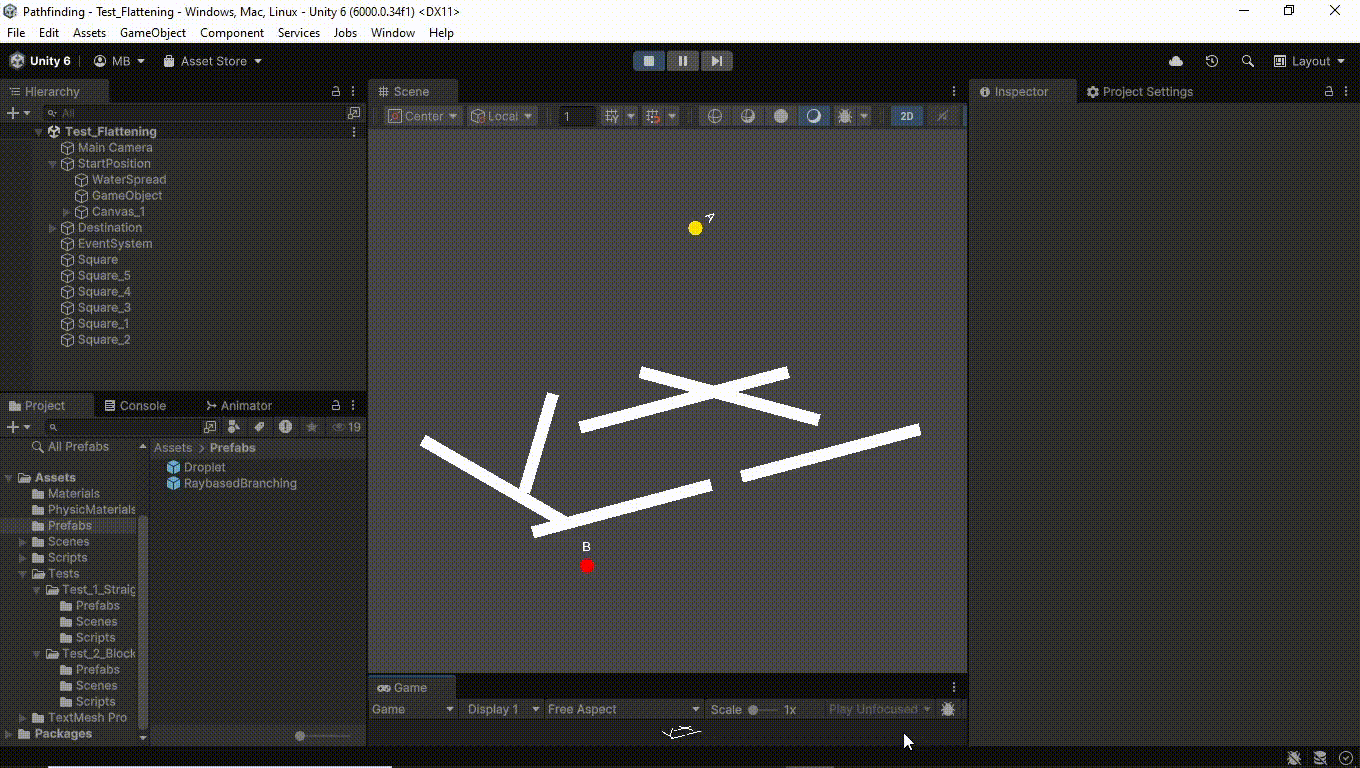 Pathfinding - Test_Flattening - Windows, Mac, Linux - Unity 6 (6000.0.34f1) <DX11>
File Edit Assets GameObject Component Services Jobs Window Help
Unity 6 MB Asset Store Layout
Hierarchy
All
Test_Flattening
Main Camera
StartPosition
WaterSpread
GameObject
Canvas_1
Destination
EventSystem
Square
Square_5
Square_4
Square_3
Square_1
Square_2
Project Console Animator
19
All Prefabs
Assets
Materials
PhysicMaterials
Prefabs
Scenes
Scripts
Tests
Test_1_Straig
Prefabs
Scenes
Scripts
Test_2_Block
Prefabs
Scenes
Scripts
TextMesh Pro
Packages
Assets > Prefabs
Droplet
RaybasedBranching
Scene
Center Local 1 2D
A
B
Game
Game Display 1 Free Aspect Scale 1x Play Unfocused
Inspector Project Settings